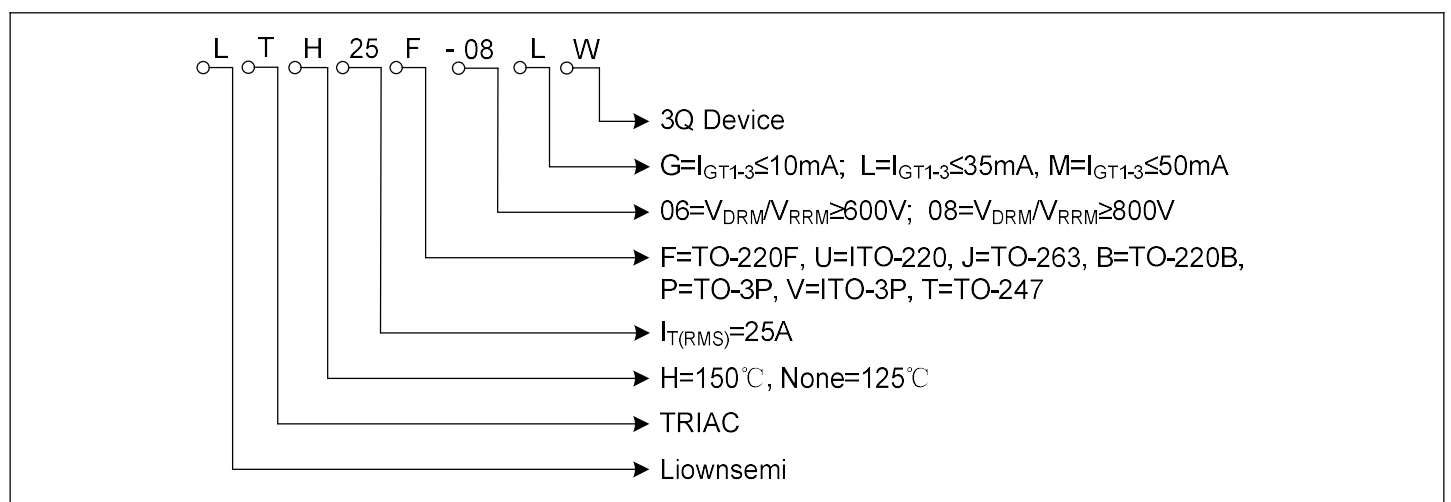 L T H 25 F - 08 L W
3Q Device
G=IGT1-3≤10mA; L=IGT1-3≤35mA, M=IGT1-3≤50mA
06=VDRM/VRRM≥600V; 08=VDRM/VRRM≥800V
F=TO-220F, U=ITO-220, J=TO-263, B=TO-220B,
P=TO-3P, V=ITO-3P, T=TO-247
IT(RMS)=25A
H=150℃, None=125℃
TRIAC
Liownsemi